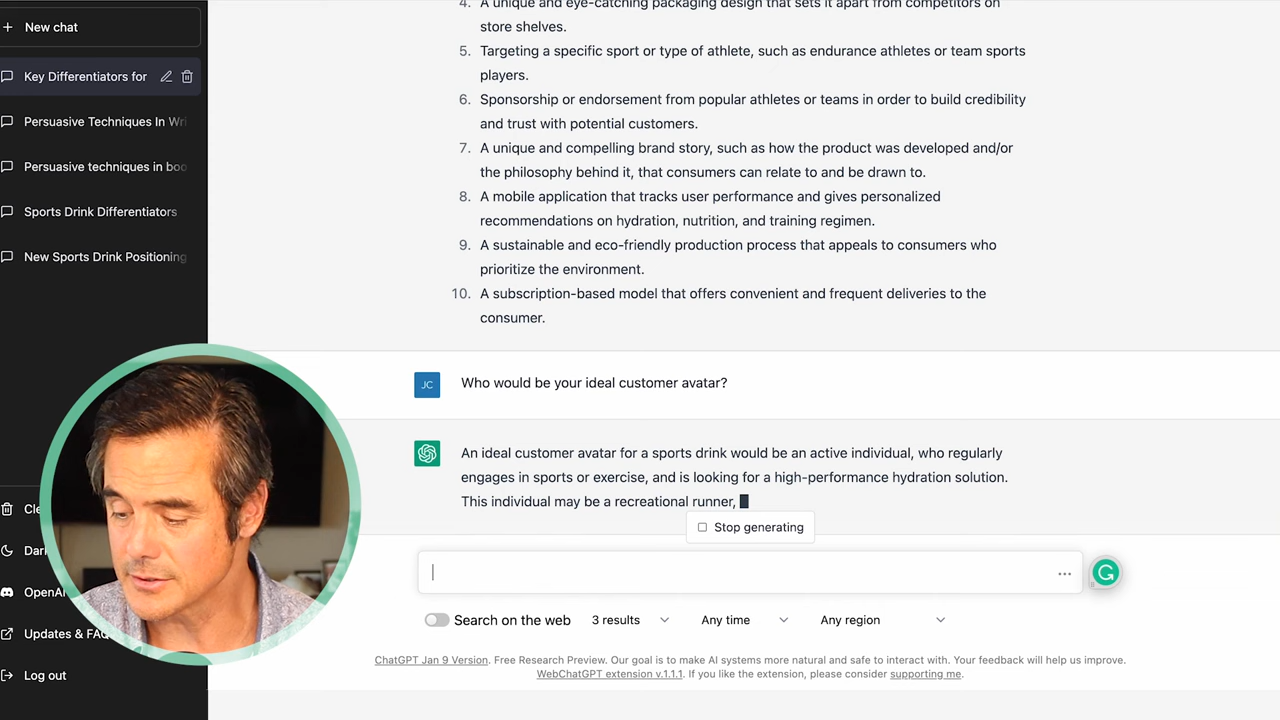 New chat
Key Differentiators for
Persuasive Techniques In Wri
Persuasive techniques in boo
Sports Drink Differentiators
New Sports Drink Positioning
Dark
OpenAI
Updates & FAQ
Log out
4. A unique and eye-catching packaging design that sets it apart from competitors on
store shelves.
5. Targeting a specific sport or type of athlete, such as endurance athletes or team sports
players.
6. Sponsorship or endorsement from popular athletes or teams in order to build credibility
and trust with potential customers.
7. A unique and compelling brand story, such as how the product was developed and/or
the philosophy behind it, that consumers can relate to and be drawn to.
8. A mobile application that tracks user performance and gives personalized
recommendations on hydration, nutrition, and training regimen.
9. A sustainable and eco-friendly production process that appeals to consumers who
prioritize the environment.
10. A subscription-based model that offers convenient and frequent deliveries to the
consumer.
JC
Who would be your ideal customer avatar?
An ideal customer avatar for a sports drink would be an active individual, who regularly
engages in sports or exercise, and is looking for a high-performance hydration solution.
This individual may be a recreational runner,
Stop generating
Search on the web 3 results Any time Any region
ChatGPT Jan 9 Version. Free Research Preview. Our goal is to make AI systems more natural and safe to interact with. Your feedback will help us improve.
WebChatGPT extension v.1.1.1. If you like the extension, please consider supporting me.